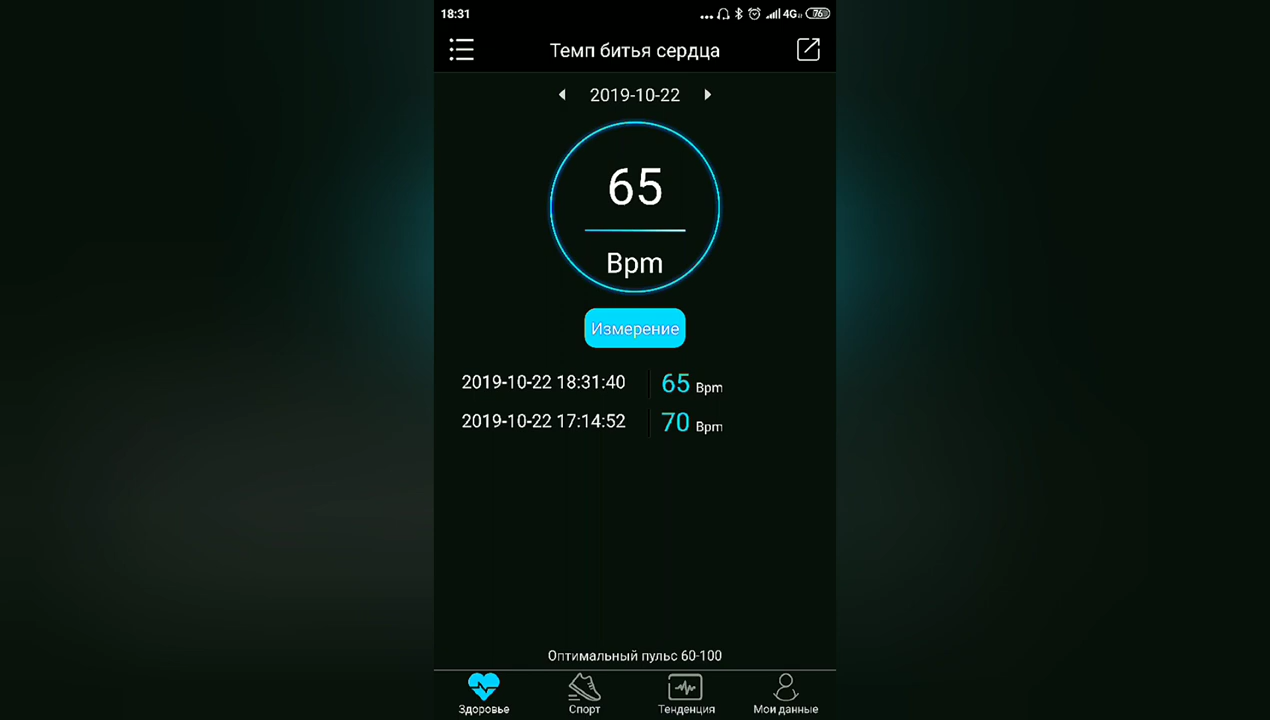 18:31
4G 76
Темп битья сердца
2019-10-22
65
Bpm
Измерение
2019-10-22 18:31:40 65 Bpm
2019-10-22 17:14:52 70 Bpm
Оптимальный пульс 60-100
Здоровье Спорт Тенденция Мои данные